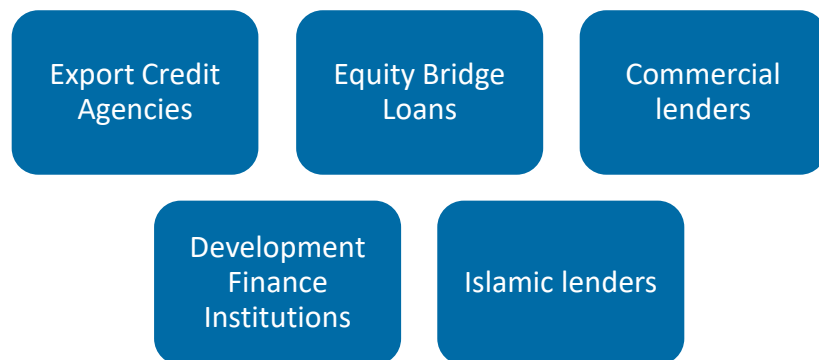 Export Credit
Agencies
Equity Bridge
Loans
Commercial
lenders
Development
Finance
Institutions
Islamic lenders